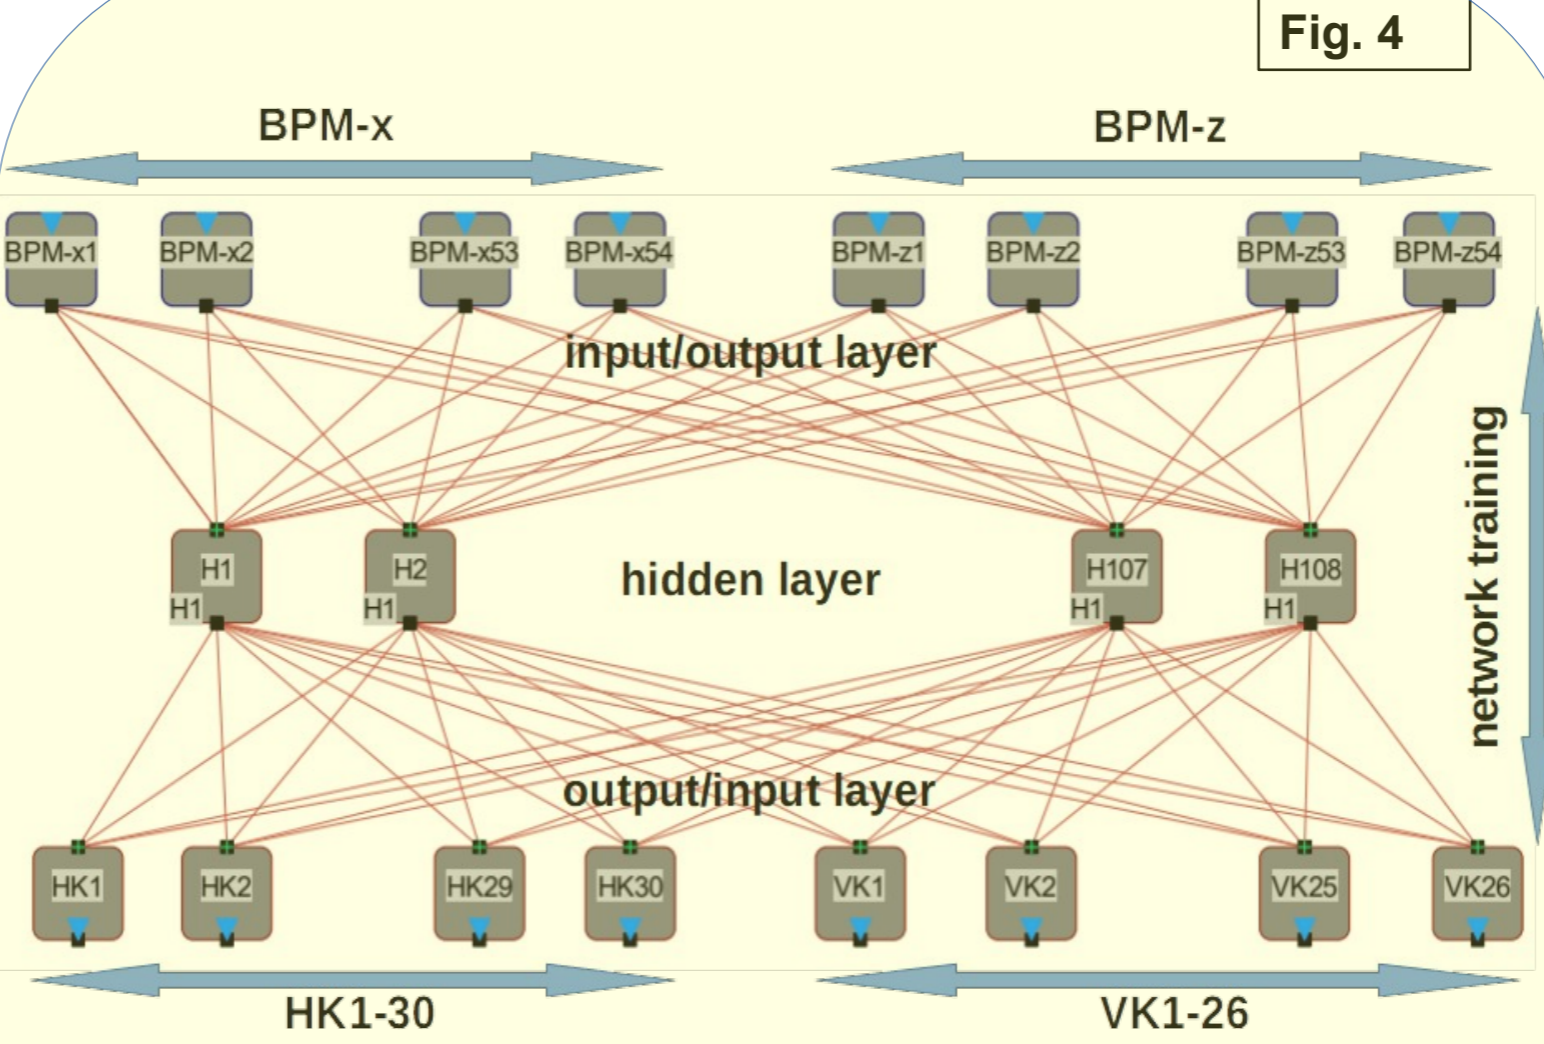 Fig. 4
BPM-x BPM-z
BPM-x1 BPM-x2 BPM-x53 BPM-x54 BPM-z1 BPM-z2 BPM-z53 BPM-z54
input/output layer
network training
H1 H2 hidden layer H107 H108
H1 H1 H1 H1
output/input layer
HK1 HK2 HK29 HK30 VK1 VK2 VK25 VK26
HK1-30 VK1-26